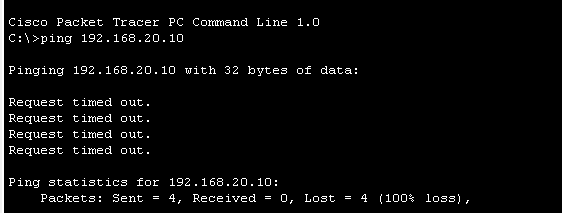 Cisco Packet Tracer PC Command Line 1.0
C:\>ping 192.168.20.10
Pinging 192.168.20.10 with 32 bytes of data:
Request timed out.
Request timed out.
Request timed out.
Request timed out.
Ping statistics for 192.168.20.10:
    Packets: Sent = 4, Received = 0, Lost = 4 (100% loss),